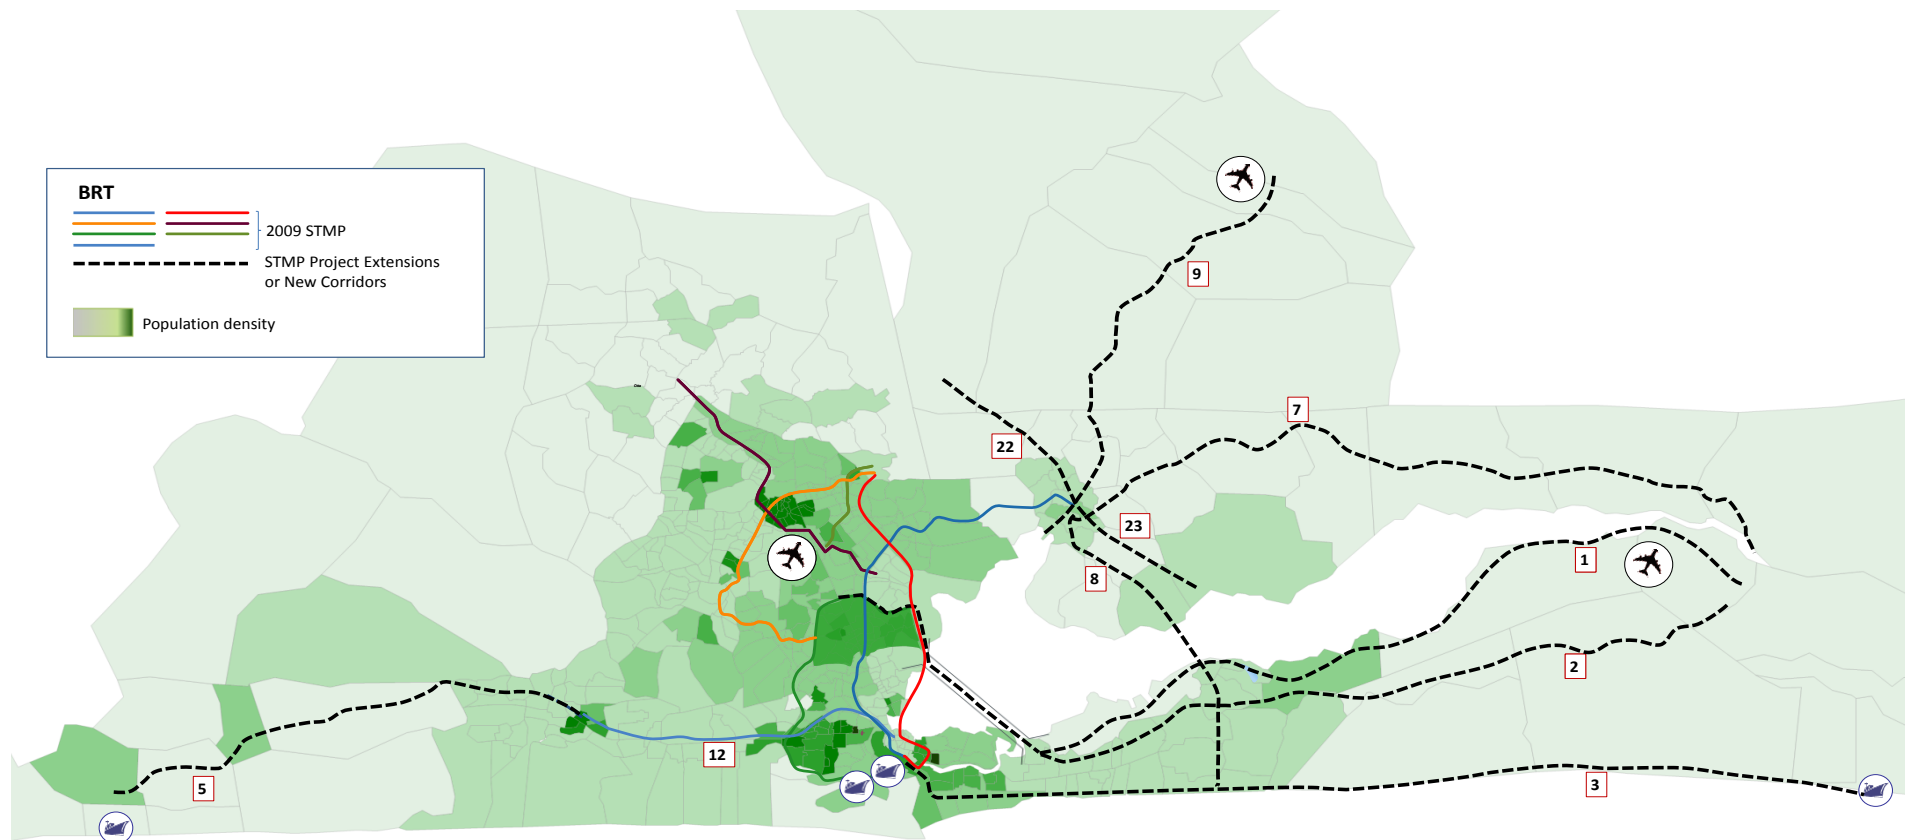 BRT
2009 STMP
STMP Project Extensions
or New Corridors
Population density
9
7
22
23
1
8
2
12
3
5